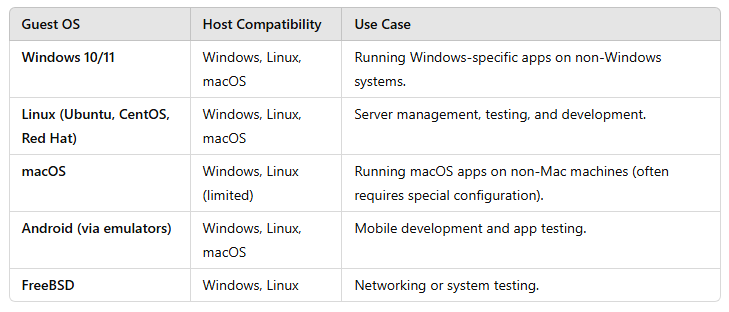 Guest OS Host Compatibility Use Case
Windows 10/11 Windows, Linux, Running Windows-specific apps on non-Windows
macOS systems.
Linux (Ubuntu, CentOS, Windows, Linux, Server management, testing, and development.
Red Hat) macOS
macOS Windows, Linux Running macOS apps on non-Mac machines (often
(limited) requires special configuration).
Android (via emulators) Windows, Linux, Mobile development and app testing.
macOS
FreeBSD Windows, Linux Networking or system testing.